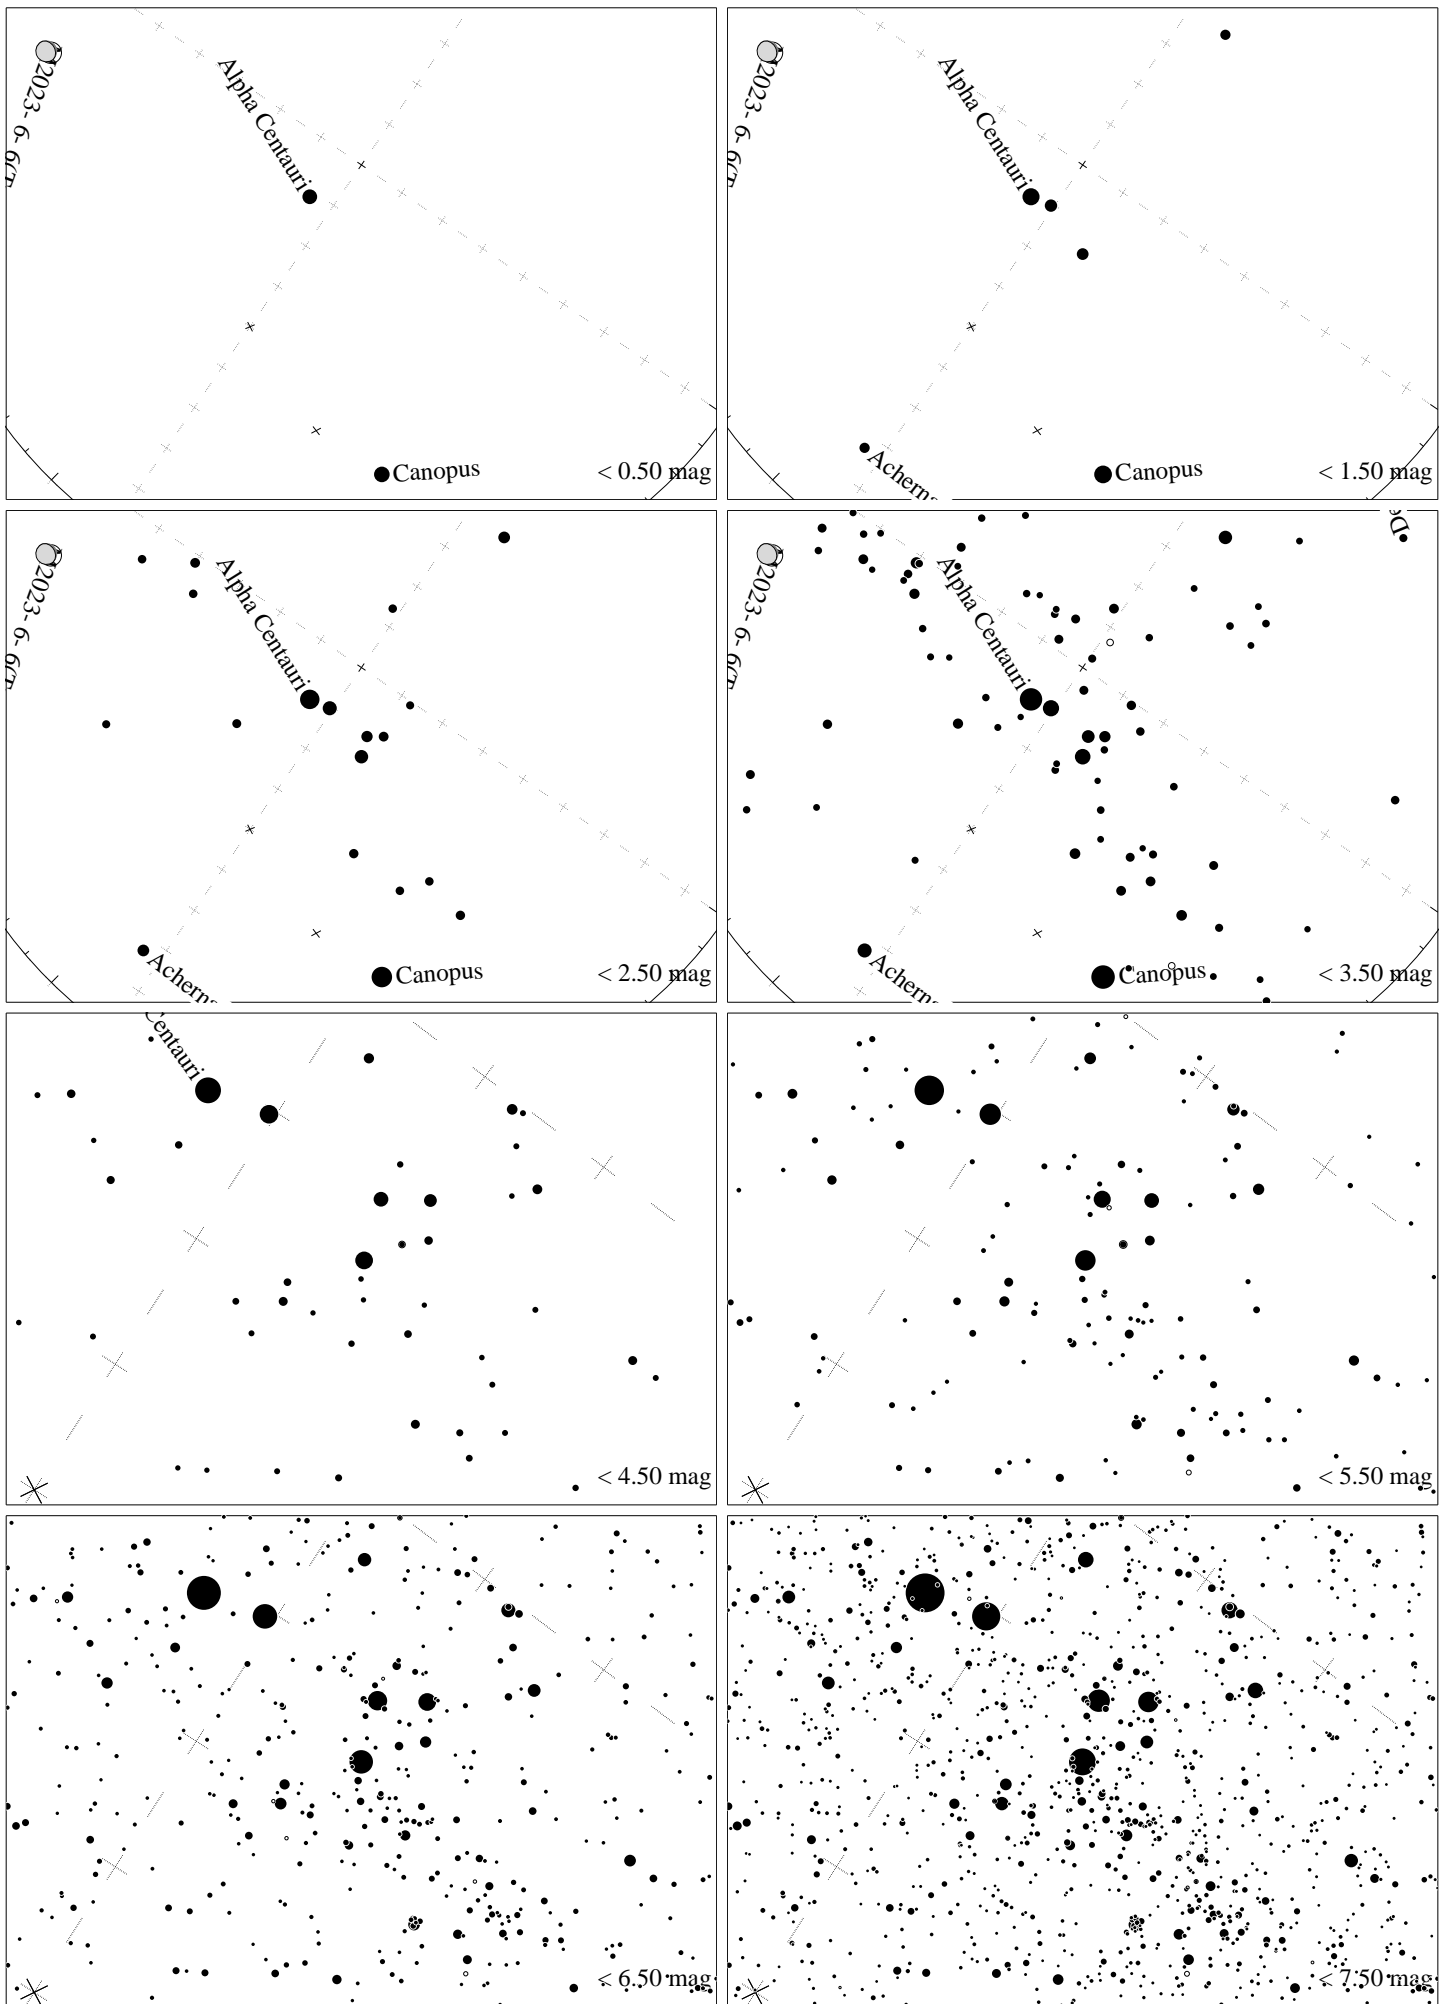 Alpha Centauri
2023- 6- 6
Canopus
< 0.50 mag
Alpha Centauri
2023- 6- 6
Canopus
< 1.50 mag
Alpha Centauri
2023- 6- 6
Canopus
< 2.50 mag
De
Alpha Centauri
2023- 6- 6
Canopus
< 3.50 mag
Centauri
< 4.50 mag
< 5.50 mag
< 6.50 mag
< 7.50 mag